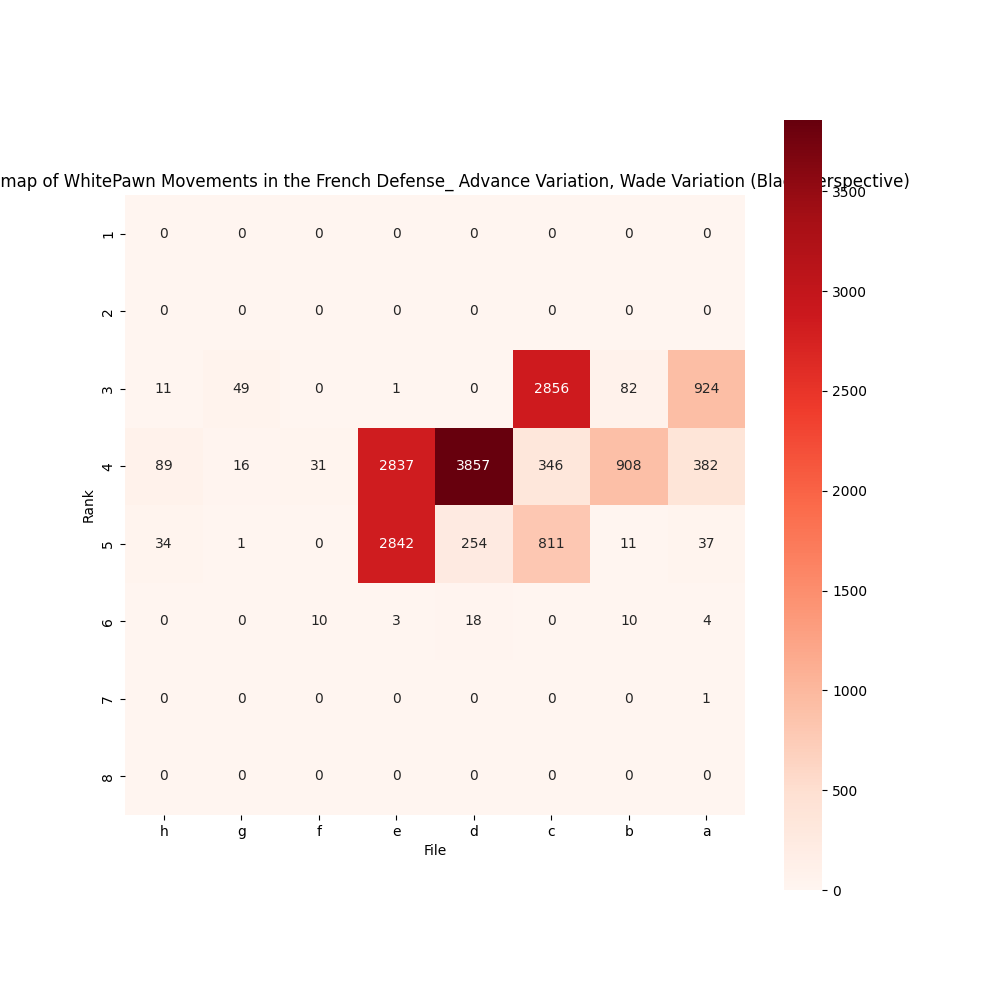 map of WhitePawn Movements in the French Defense_ Advance Variation, Wade Variation (Bla erspective)
3500
3000
2500
2000
1500
1000
500
0
Rank
1 0 0 0 0 0 0 0 0
2 0 0 0 0 0 0 0 0
3 11 49 0 1 0 2856 82 924
4 89 16 31 2837 3857 346 908 382
5 34 1 0 2842 254 811 11 37
6 0 0 10 3 18 0 10 4
7 0 0 0 0 0 0 0 1
8 0 0 0 0 0 0 0 0
h g f e d c b a
File